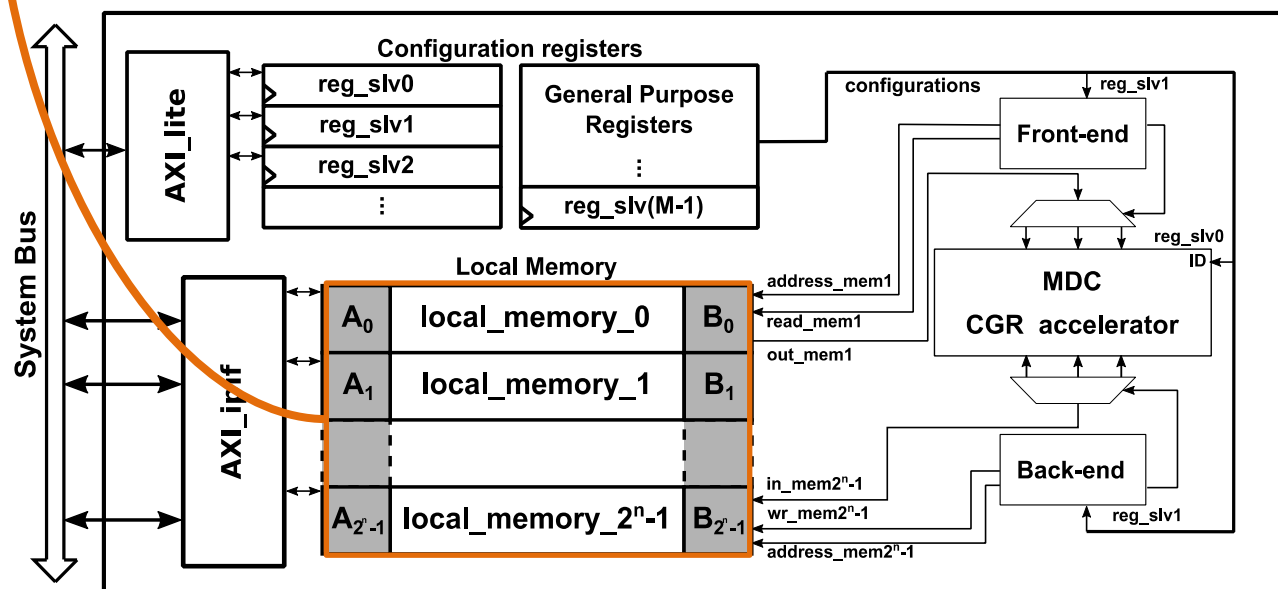 System Bus
AXI_lite
Configuration registers
reg_slv0
reg_slv1
reg_slv2
...
General Purpose
Registers
...
reg_slv(M-1)
configurations
reg_slv1
Front-end
reg_slv0
ID
MDC
CGR accelerator
AXI_ipif
Local Memory
A₀ local_memory_0 B₀
A₁ local_memory_1 B₁
A₂ⁿ-1 local_memory_2ⁿ-1 B₂ⁿ-1
address_mem1
read_mem1
out_mem1
in_mem2ⁿ-1
wr_mem2ⁿ-1
address_mem2ⁿ-1
Back-end
reg_slv1